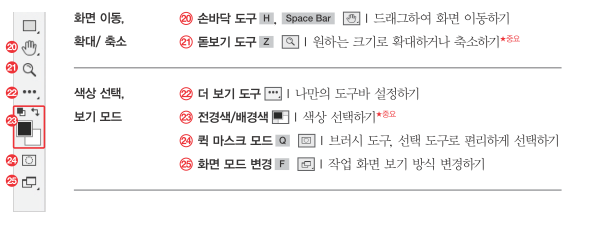 화면 이동, ⑳ 손바닥 도구 H, Space Bar | 드래그하여 화면 이동하기
확대/ 축소 ㉑ 돋보기 도구 Z | 원하는 크기로 확대하거나 축소하기★중요
색상 선택, ㉒ 더 보기 도구 | 나만의 도구바 설정하기
보기 모드 ㉓ 전경색/배경색 | 색상 선택하기★중요
㉔ 퀵 마스크 모드 Q | 브러시 도구, 선택 도구로 편리하게 선택하기
㉕ 화면 모드 변경 F | 작업 화면 보기 방식 변경하기
⑳
㉑
㉒
㉓
㉔
㉕